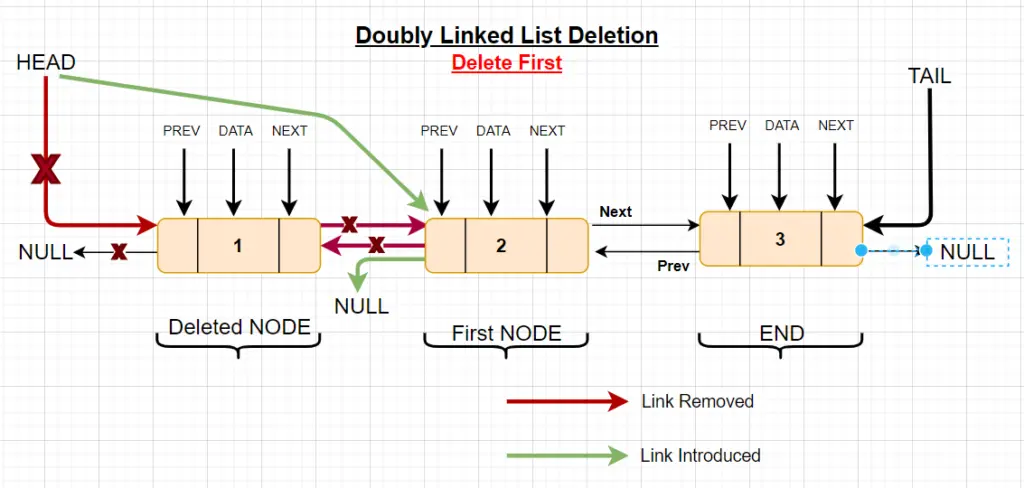 Doubly Linked List Deletion
Delete First
HEAD
TAIL
PREV DATA NEXT
PREV DATA NEXT
PREV DATA NEXT
1
2
3
Next
Prev
NULL
NULL
NULL
Deleted NODE
First NODE
END
Link Removed
Link Introduced